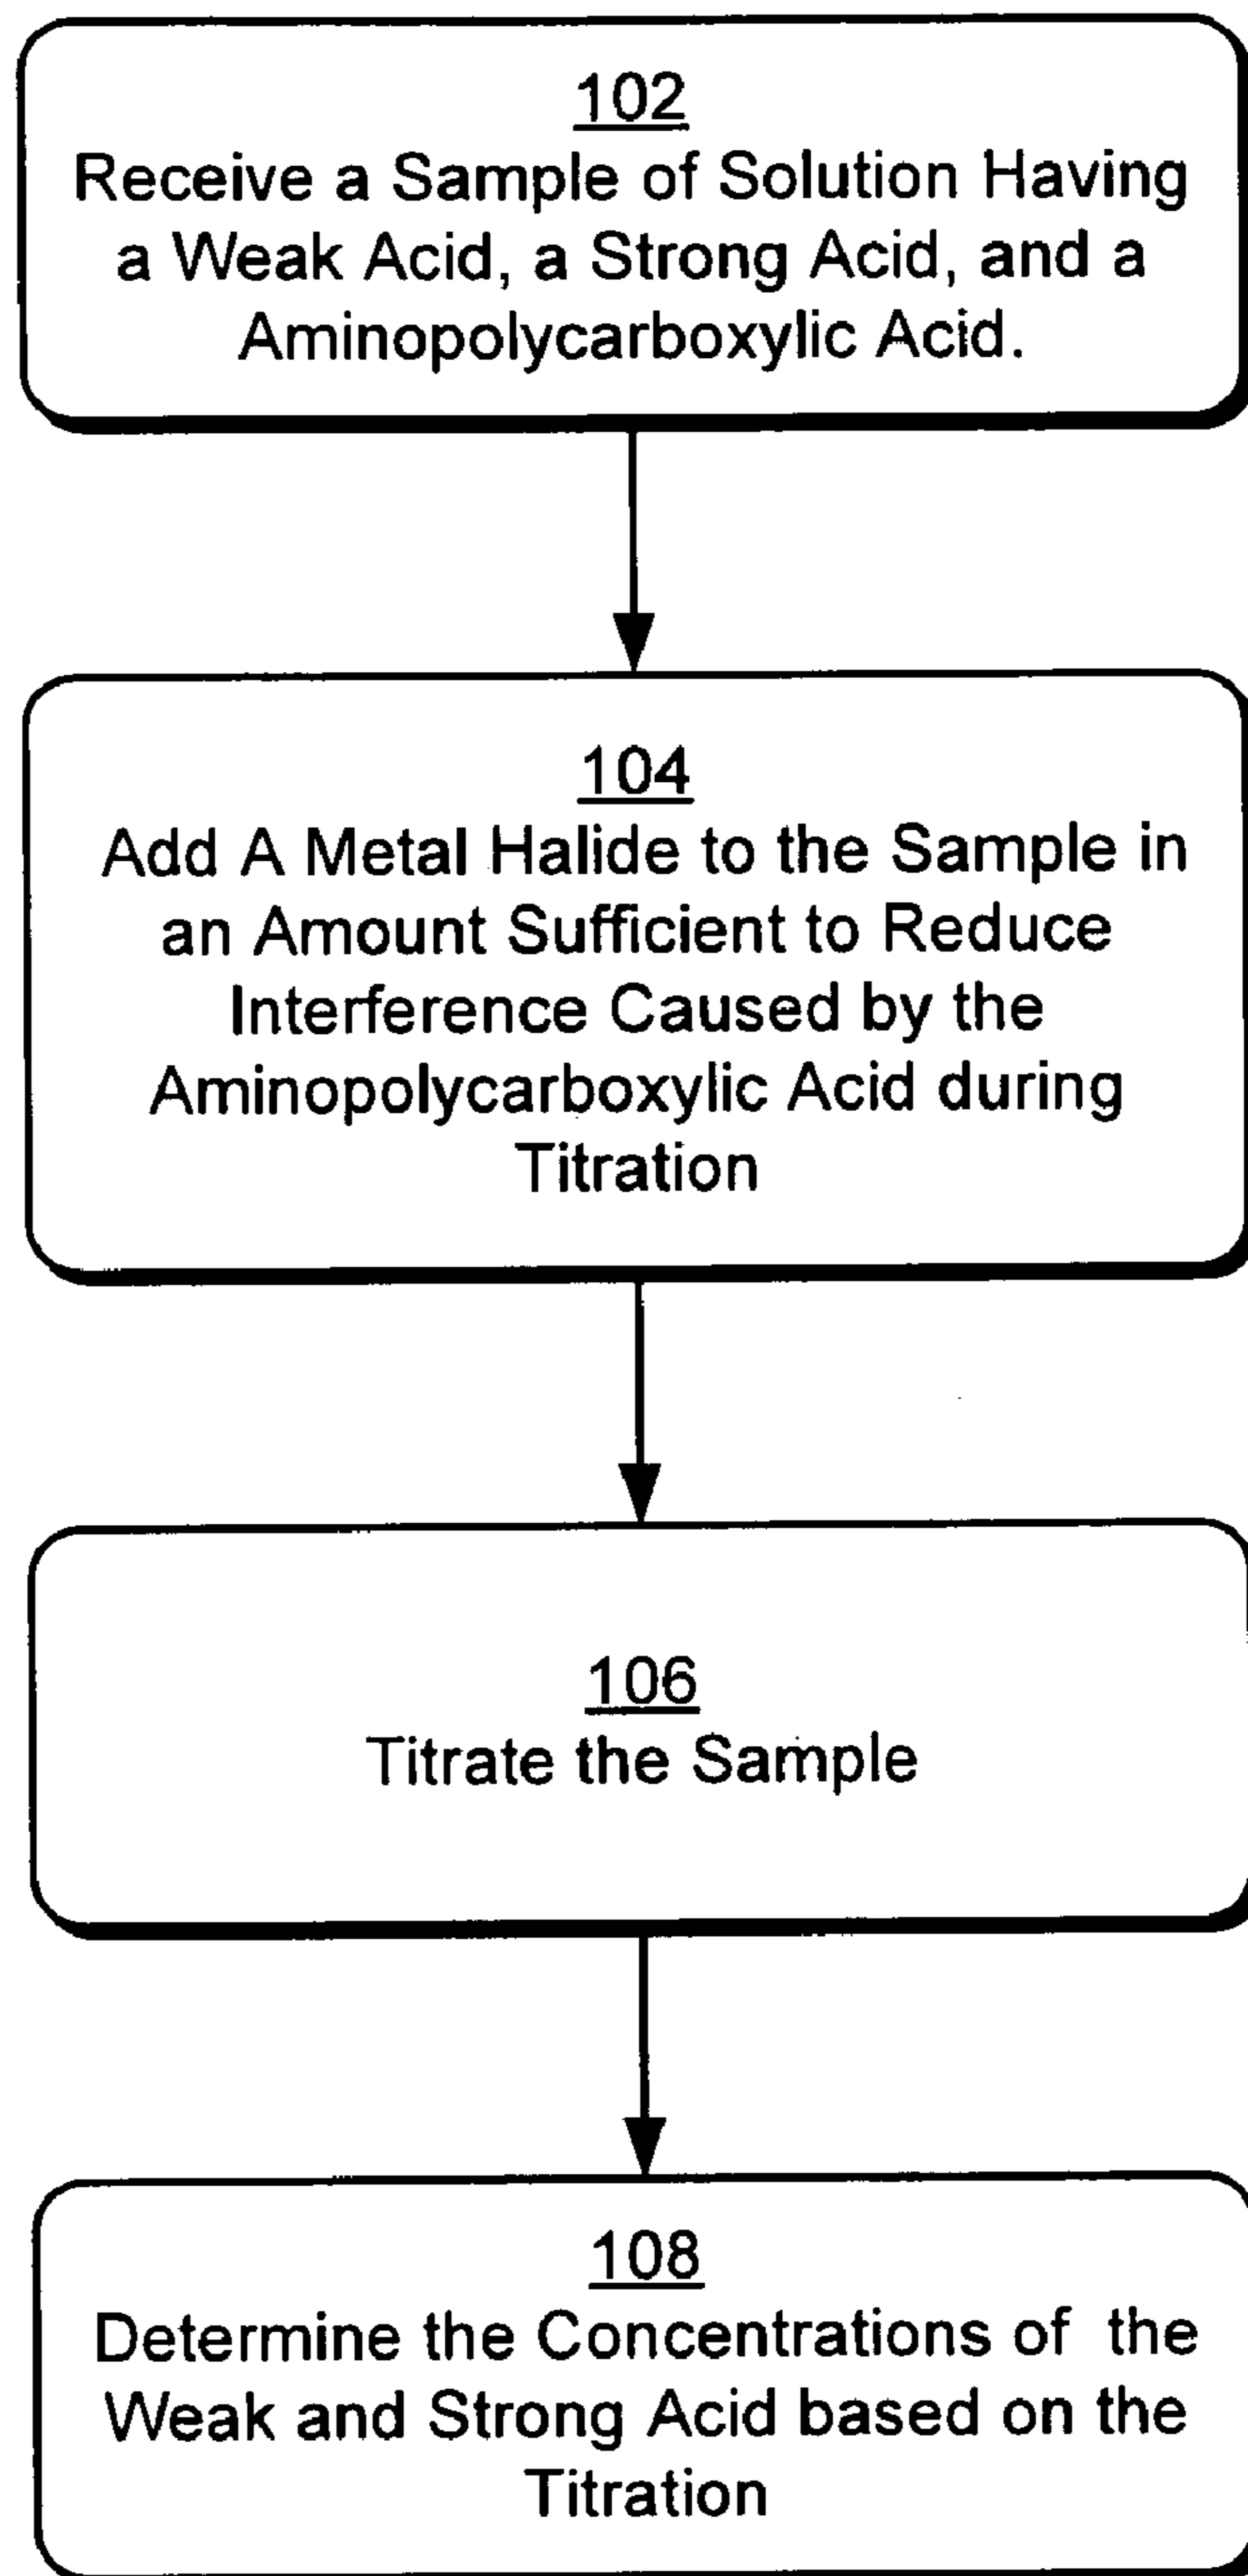 102
Receive a Sample of Solution Having
a Weak Acid, a Strong Acid, and a
Aminopolycarboxylic Acid.
104
Add A Metal Halide to the Sample in
an Amount Sufficient to Reduce
Interference Caused by the
Aminopolycarboxylic Acid during
Titration
106
Titrate the Sample
108
Determine the Concentrations of the
Weak and Strong Acid based on the
Titration